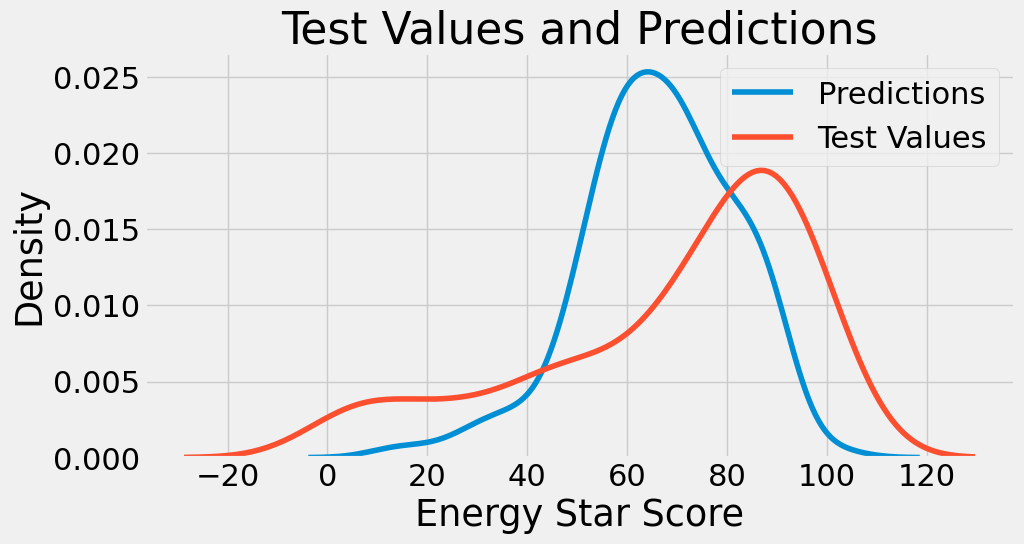 Test Values and Predictions
Predictions
Test Values
Density
0.025
0.020
0.015
0.010
0.005
0.000
−20 0 20 40 60 80 100 120
Energy Star Score